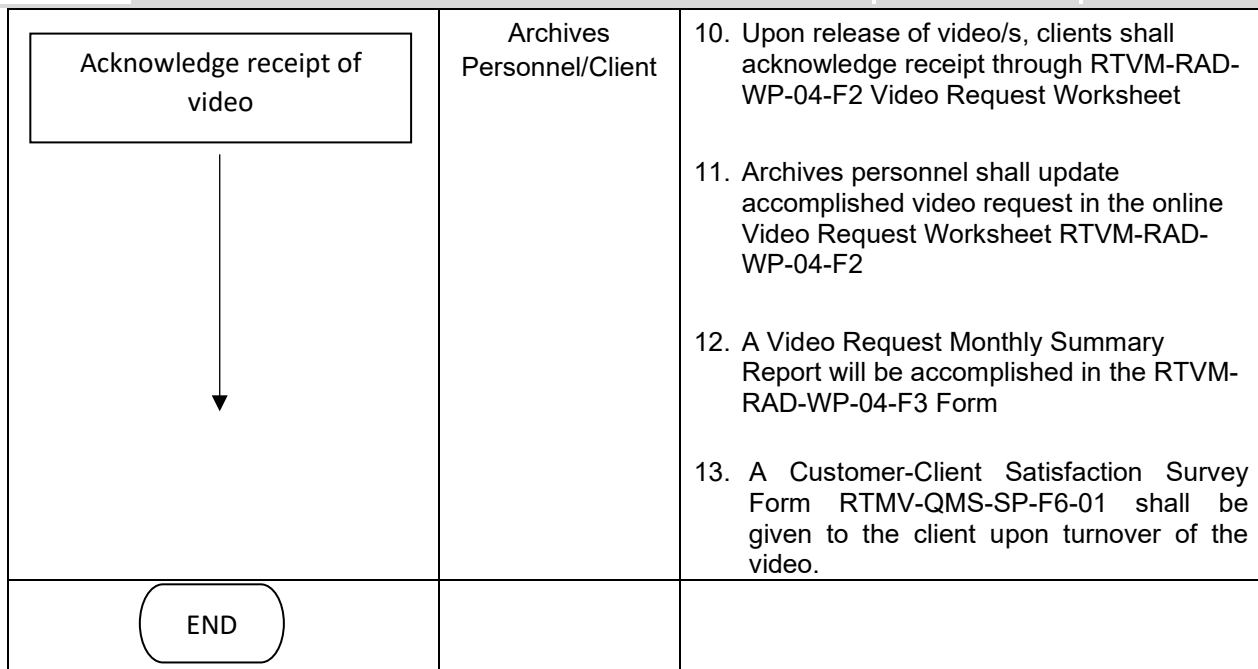 Acknowledge receipt of
video
Archives
Personnel/Client
10. Upon release of video/s, clients shall
acknowledge receipt through RTVM-RAD-
WP-04-F2 Video Request Worksheet
11. Archives personnel shall update
accomplished video request in the online
Video Request Worksheet RTVM-RAD-
WP-04-F2
12. A Video Request Monthly Summary
Report will be accomplished in the RTVM-
RAD-WP-04-F3 Form
13. A Customer-Client Satisfaction Survey
Form RTMV-QMS-SP-F6-01 shall be
given to the client upon turnover of the
video.
END